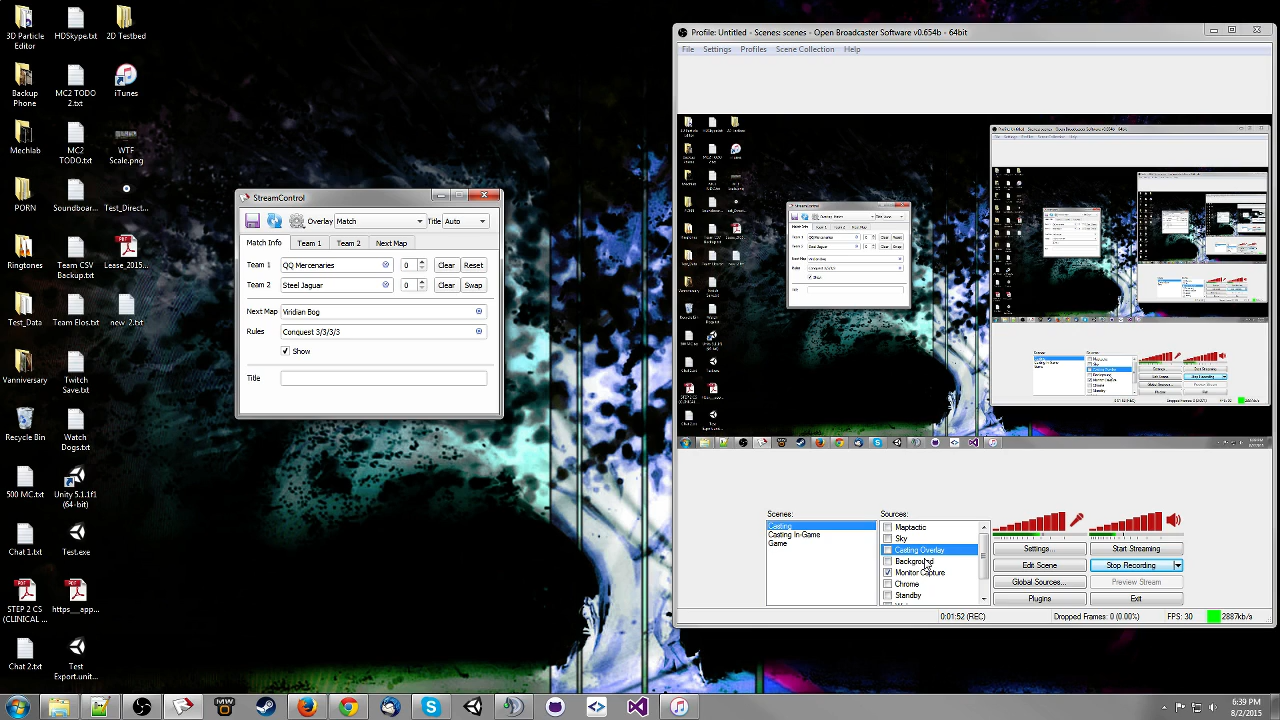 3D Particle
Editor
HDSkype.txt
2D Testbed
Backup
Phone
MC2 TODO
2.txt
iTunes
Mechlab
MC2
TODO.txt
WTF
Scale.png
PGPN
Soundboar...
Test_Direct...
Team CSV
Backup.txt
Lease_2015...
Team Elos.txt
new 2.txt
Vanniversary
Twitch
Save.txt
Recycle Bin
Watch
Dogs.txt
500 MC.txt
Unity 5.1.1f1
(64-bit)
Chat 1.txt
Test.exe
STEP 2 CS
(CLINICAL ...
https__app...
Chat 2.txt
Test
Export.unit...
StreamControl
Overlay Match
Title Auto
Match Info Team 1 Team 2 Next Map
Team 1 QQ Mercenaries 0 Clear Reset
Team 2 Steel Jaguar 0 Clear Swap
Next Map Viridian Bog
Rules Conquest 3/3/3/3
Show
Title
Profile: Untitled - Scenes: scenes - Open Broadcaster Software v0.654b - 64bit
File Settings Profiles Scene Collection Help
Scenes:
Casting
Casting In-Game
Game
Sources:
Maptactic
Sky
Casting Overlay
Background
Monitor Capture
Chrome
Standby
Settings... Start Streaming
Edit Scene Stop Recording
Global Sources... Preview Stream
Plugins Exit
0:01:52 (REC) Dropped Frames: 0 (0.00%) FPS: 30 2887kb/s
6:39 PM
8/2/2015